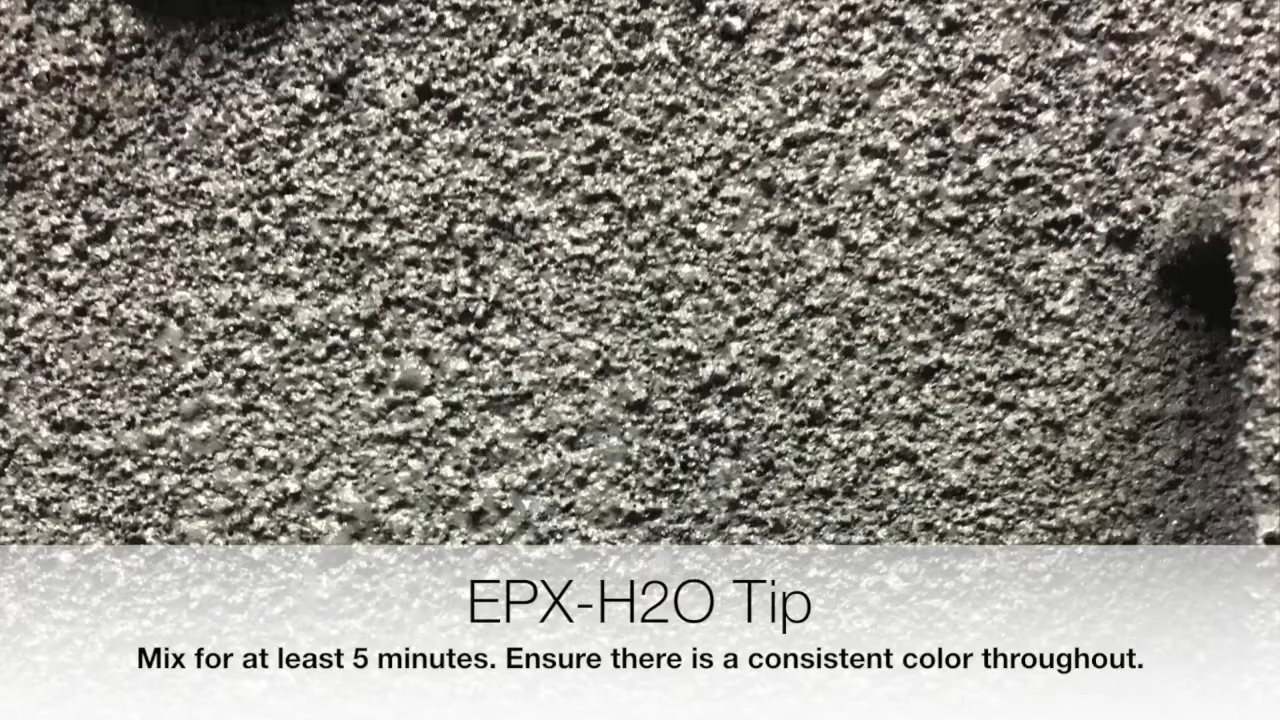 EPX-H2O Tip
Mix for at least 5 minutes. Ensure there is a consistent color throughout.